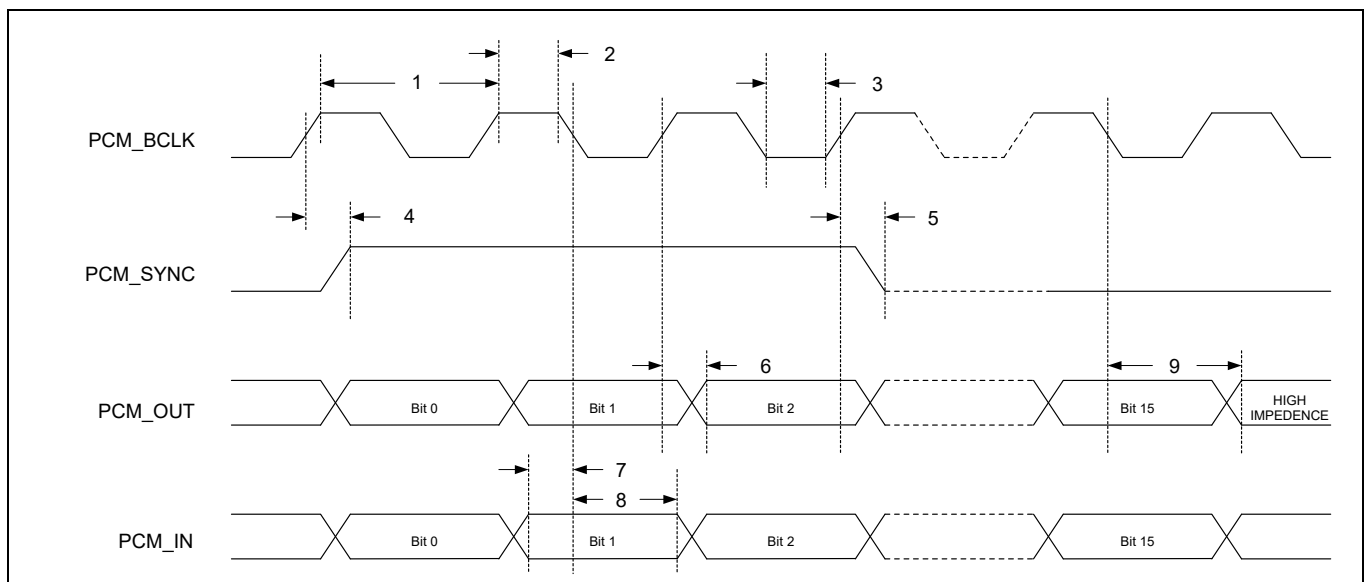 2
1
3
PCM_BCLK
4
5
PCM_SYNC
6
9
PCM_OUT
Bit 0
Bit 1
Bit 2
Bit 15
HIGH
IMPEDENCE
7
8
PCM_IN
Bit 0
Bit 1
Bit 2
Bit 15